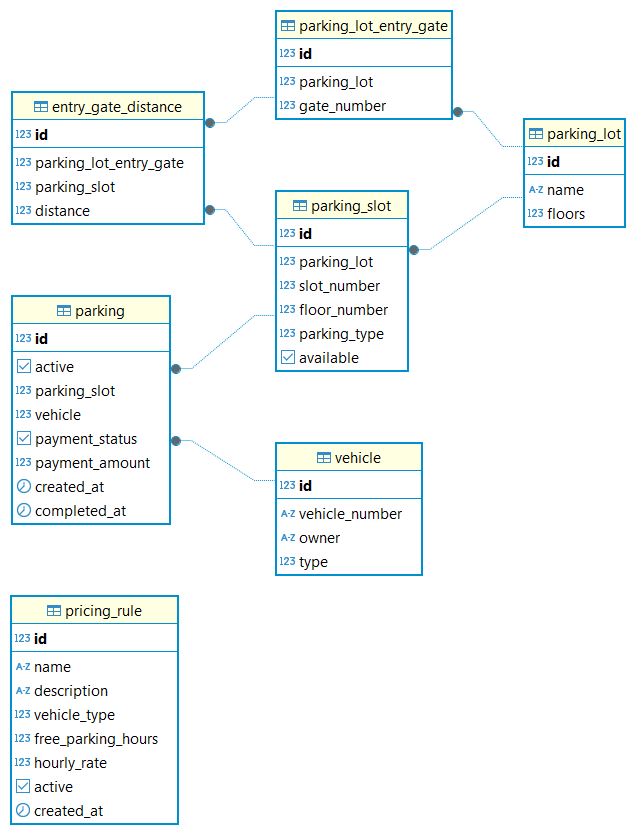 parking_lot_entry_gate
123 id
123 parking_lot
123 gate_number
entry_gate_distance
123 id
123 parking_lot_entry_gate
123 parking_slot
123 distance
parking_lot
123 id
A-Z name
123 floors
parking_slot
123 id
123 parking_lot
123 slot_number
123 floor_number
123 parking_type
available
parking
123 id
active
123 parking_slot
123 vehicle
payment_status
123 payment_amount
created_at
completed_at
vehicle
123 id
A-Z vehicle_number
A-Z owner
123 type
pricing_rule
123 id
A-Z name
A-Z description
123 vehicle_type
123 free_parking_hours
123 hourly_rate
active
created_at